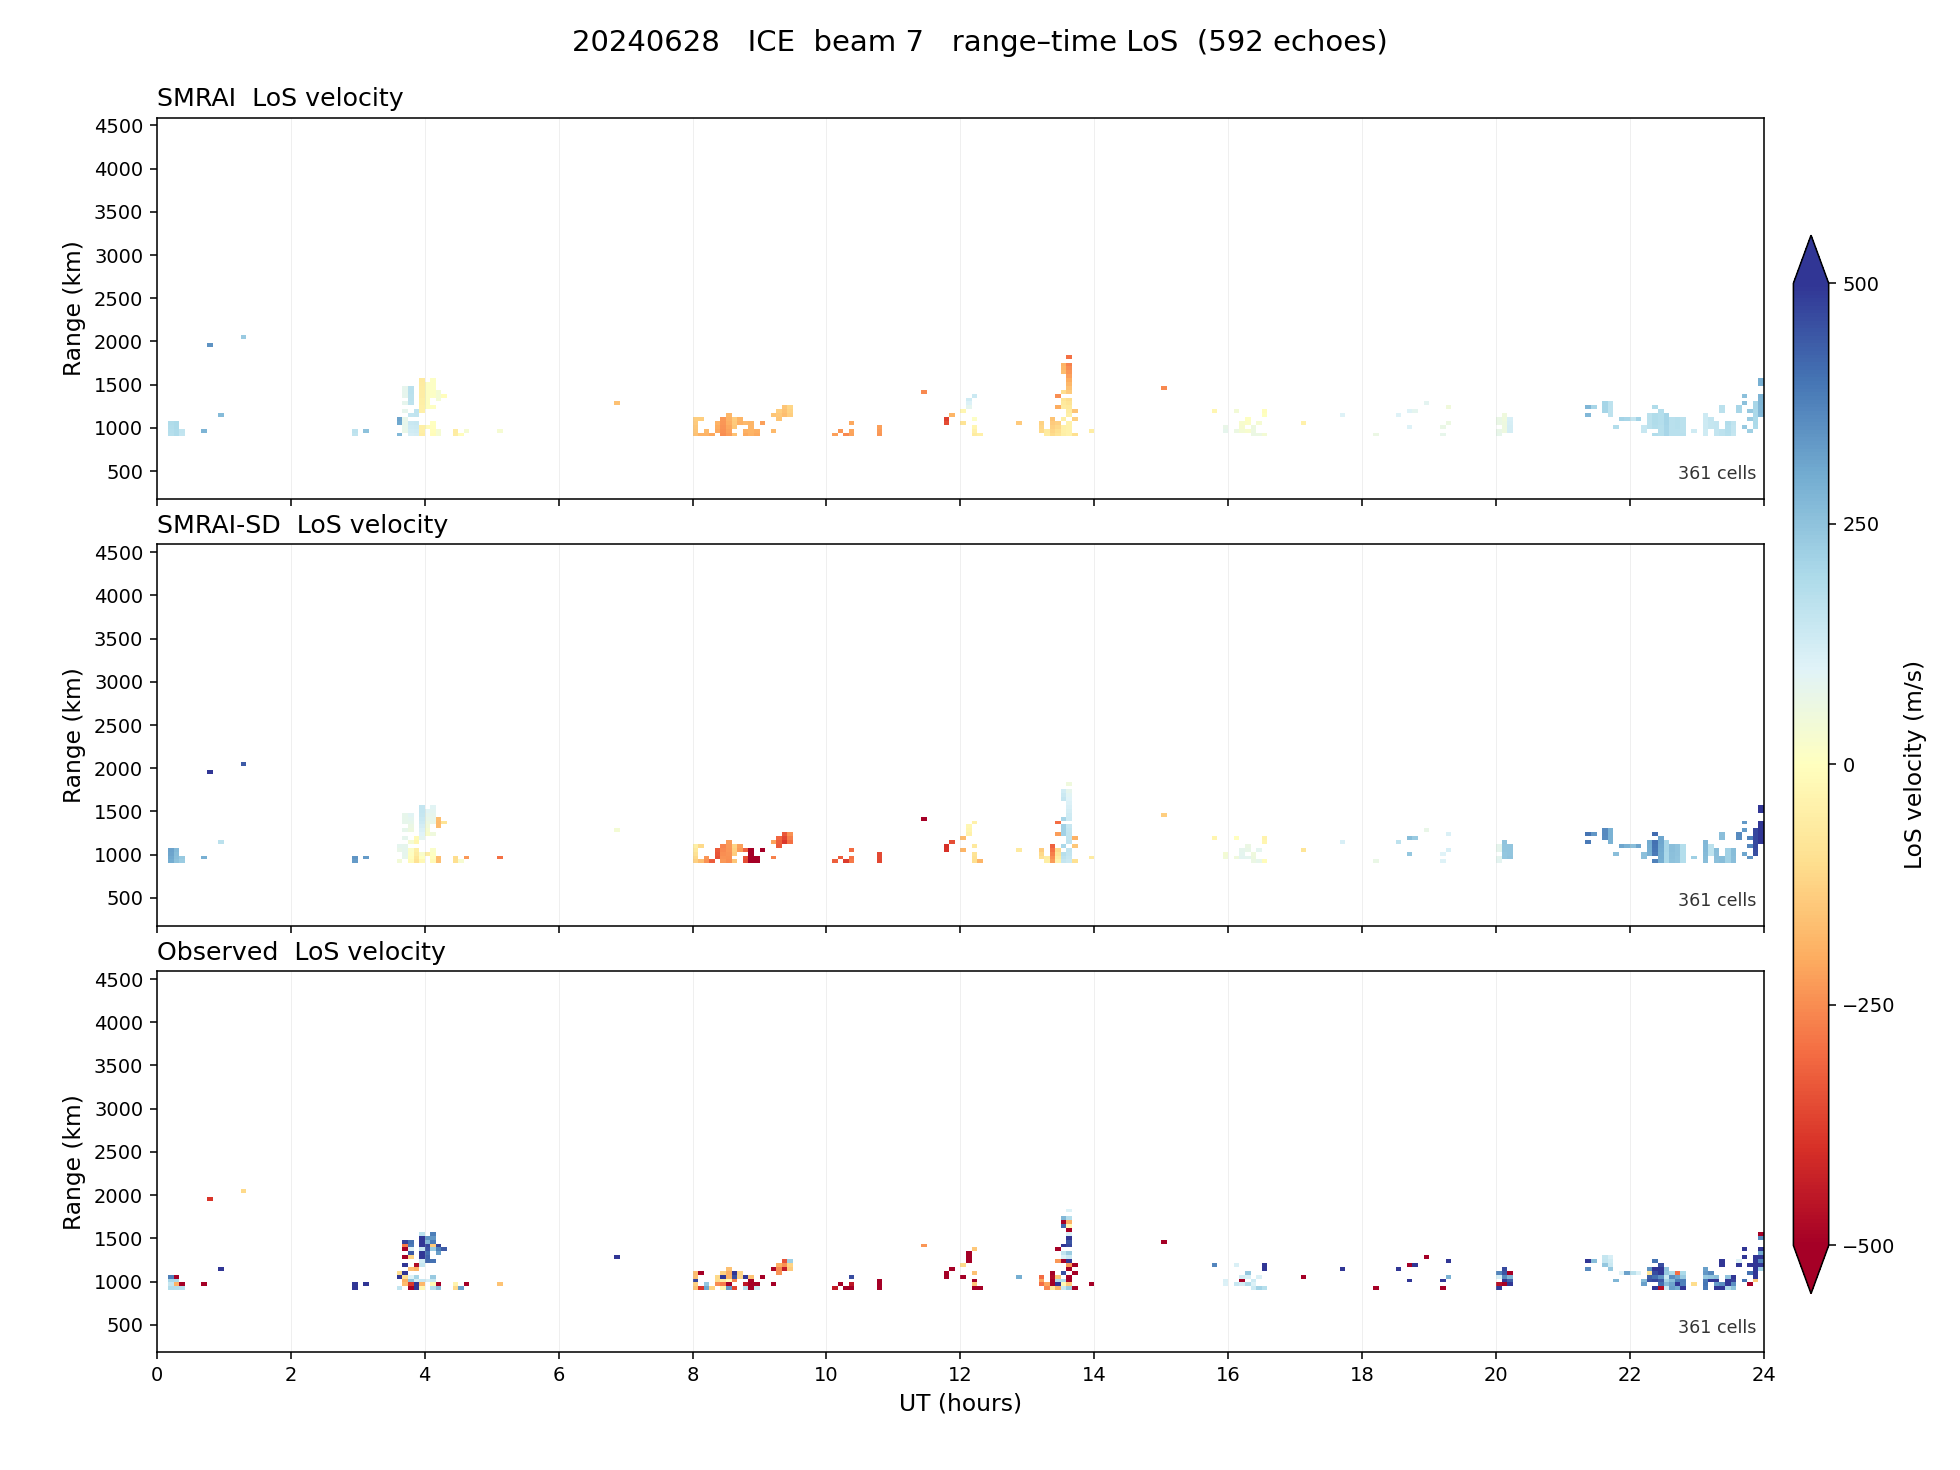 20240628   ICE  beam 7   range–time LoS  (592 echoes)
SMRAI  LoS velocity
4500
4000
3500
3000
2500
2000
1500
1000
500
Range (km)
361 cells
SMRAI-SD  LoS velocity
4500
4000
3500
3000
2500
2000
1500
1000
500
Range (km)
361 cells
Observed  LoS velocity
4500
4000
3500
3000
2500
2000
1500
1000
500
Range (km)
361 cells
0 2 4 6 8 10 12 14 16 18 20 22 24
UT (hours)
500
250
0
−250
−500
LoS velocity (m/s)